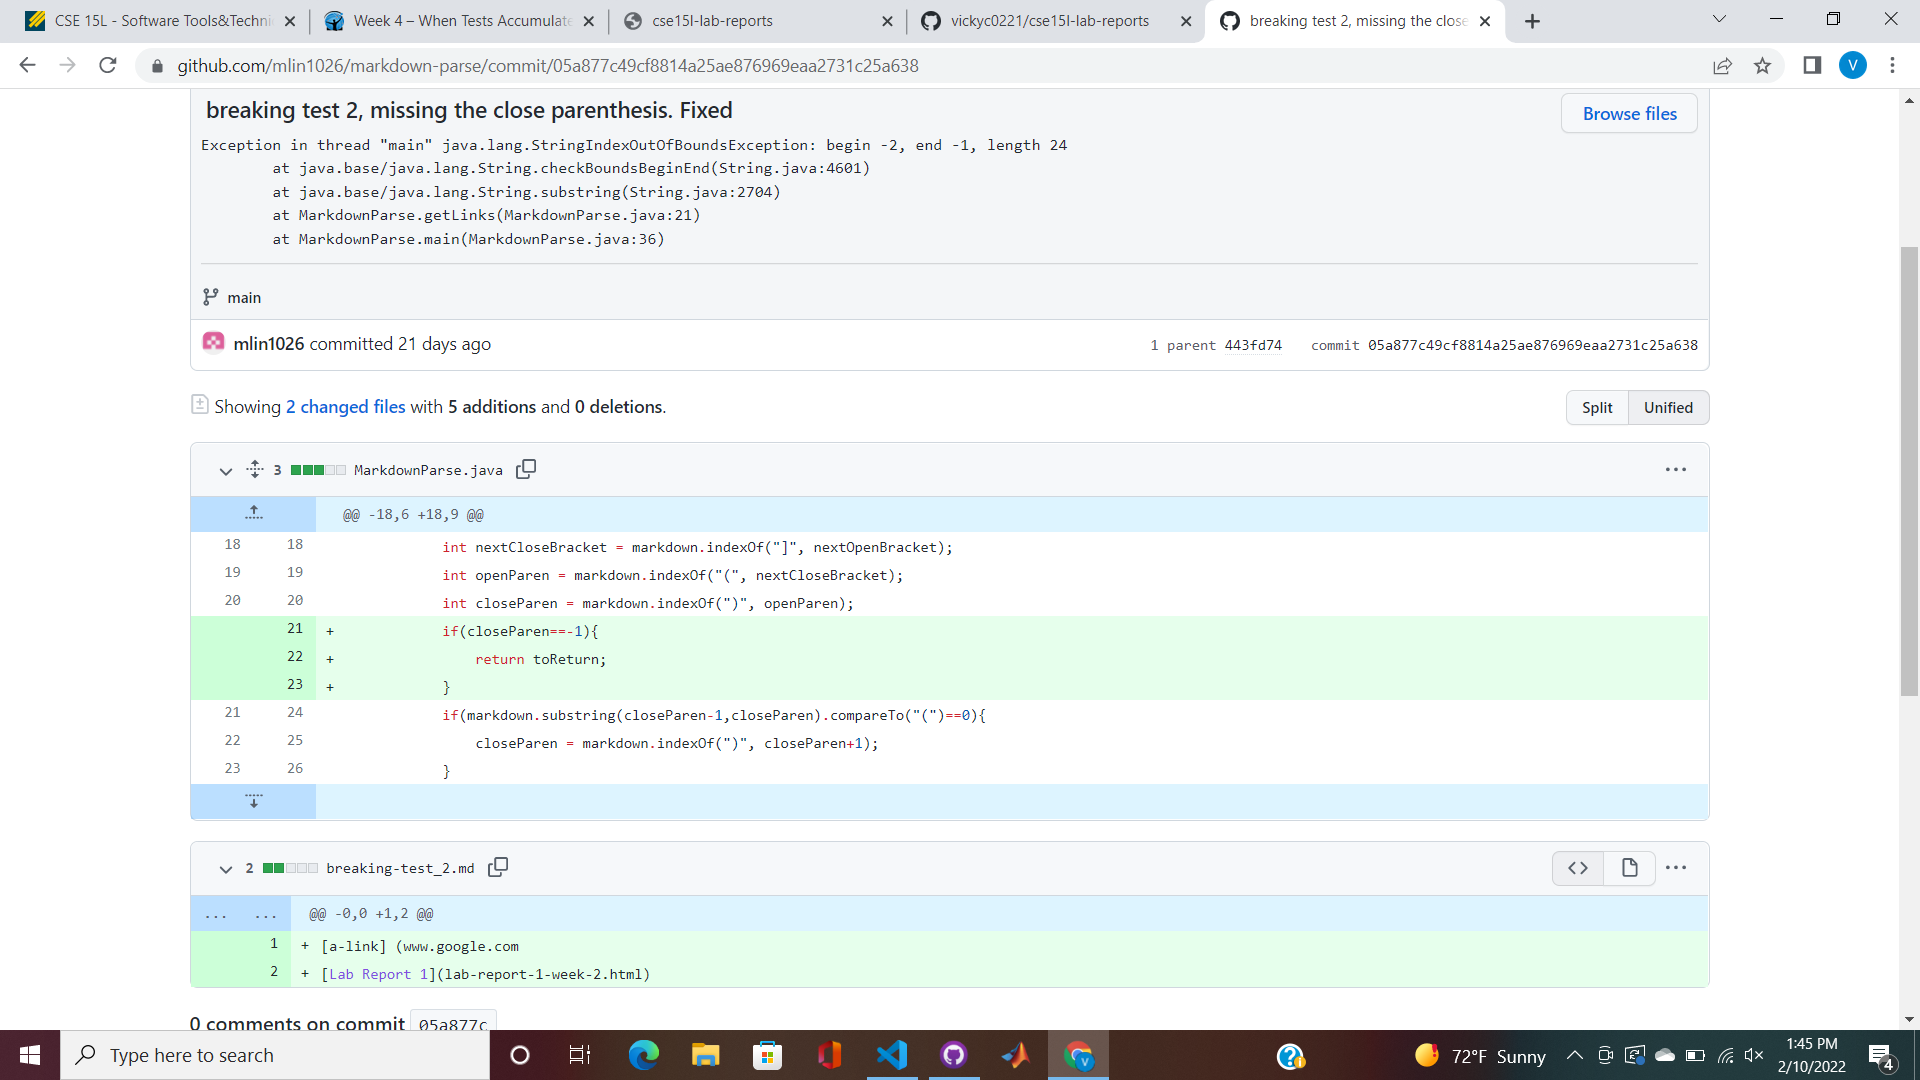 CSE 15L - Software Tools&Techni
Week 4 – When Tests Accumulate
cse15l-lab-reports
vickyc0221/cse15l-lab-reports
breaking test 2, missing the close
github.com/mlin1026/markdown-parse/commit/05a877c49cf8814a25ae876969eaa2731c25a638
V
breaking test 2, missing the close parenthesis. Fixed
Browse files
Exception in thread "main" java.lang.StringIndexOutOfBoundsException: begin -2, end -1, length 24
at java.base/java.lang.String.checkBoundsBeginEnd(String.java:4601)
at java.base/java.lang.String.substring(String.java:2704)
at MarkdownParse.getLinks(MarkdownParse.java:21)
at MarkdownParse.main(MarkdownParse.java:36)
main
mlin1026 committed 21 days ago
1 parent 443fd74 commit 05a877c49cf8814a25ae876969eaa2731c25a638
Showing 2 changed files with 5 additions and 0 deletions.
Split Unified
3 MarkdownParse.java
@@ -18,6 +18,9 @@
18 18 int nextCloseBracket = markdown.indexOf("]", nextOpenBracket);
19 19 int openParen = markdown.indexOf("(", nextCloseBracket);
20 20 int closeParen = markdown.indexOf(")", openParen);
21 + if(closeParen==-1){
22 + return toReturn;
23 + }
21 24 if(markdown.substring(closeParen-1,closeParen).compareTo("(")==0){
22 25 closeParen = markdown.indexOf(")", closeParen+1);
23 26 }
2 breaking-test_2.md
... ... @@ -0,0 +1,2 @@
1 + [a-link] (www.google.com
2 + [Lab Report 1](lab-report-1-week-2.html)
0 comments on commit 05a877c
Type here to search
V
72°F Sunny
1:45 PM
2/10/2022
4